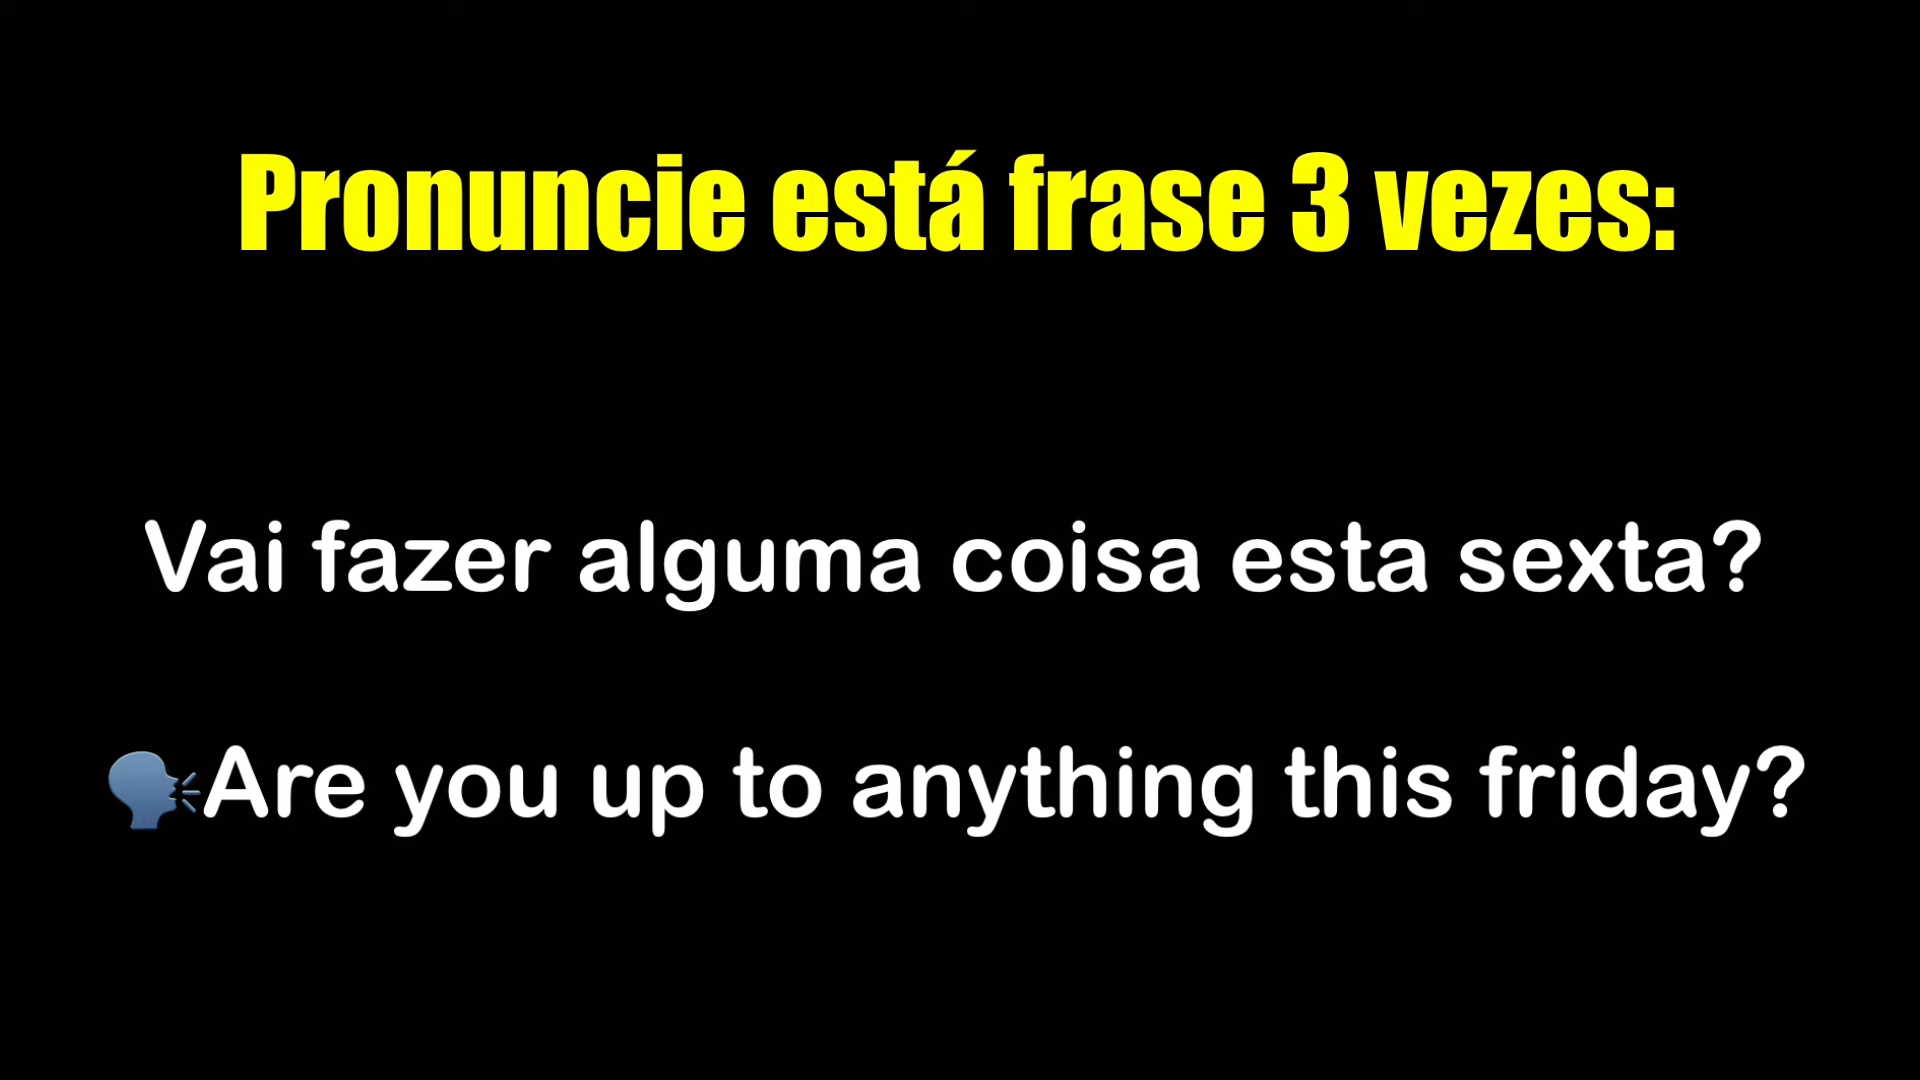 Pronuncie está frase 3 vezes:
Vai fazer alguma coisa esta sexta?
🗣️Are you up to anything this friday?